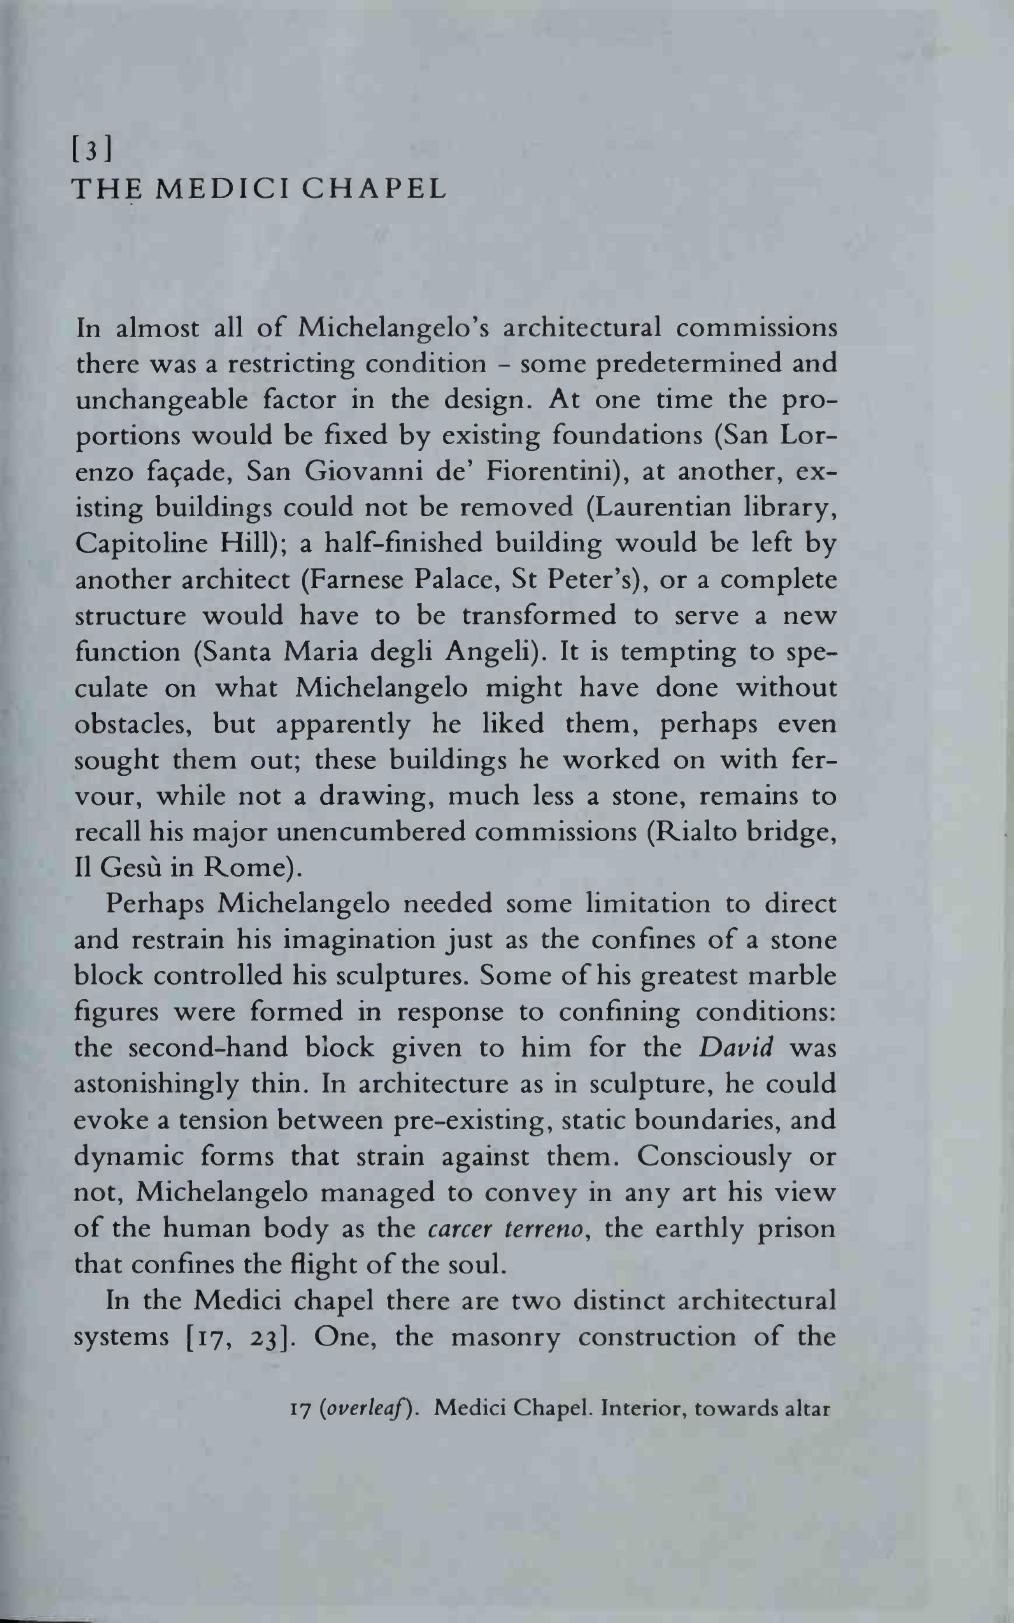 [3]
THE MEDICI CHAPEL
In almost all of Michelangelo's architectural commissions
there was a restricting condition – some predetermined and
unchangeable factor in the design. At one time the pro-
portions would be fixed by existing foundations (San Lor-
enzo façade, San Giovanni de' Fiorentini), at another, ex-
isting buildings could not be removed (Laurentian library,
Capitoline Hill); a half-finished building would be left by
another architect (Farnese Palace, St Peter's), or a complete
structure would have to be transformed to serve a new
function (Santa Maria degli Angeli). It is tempting to spe-
culate on what Michelangelo might have done without
obstacles, but apparently he liked them, perhaps even
sought them out; these buildings he worked on with fer-
vour, while not a drawing, much less a stone, remains to
recall his major unencumbered commissions (Rialto bridge,
Il Gesù in Rome).
Perhaps Michelangelo needed some limitation to direct
and restrain his imagination just as the confines of a stone
block controlled his sculptures. Some of his greatest marble
figures were formed in response to confining conditions:
the second-hand block given to him for the David was
astonishingly thin. In architecture as in sculpture, he could
evoke a tension between pre-existing, static boundaries, and
dynamic forms that strain against them. Consciously or
not, Michelangelo managed to convey in any art his view
of the human body as the carcer terreno, the earthly prison
that confines the flight of the soul.
In the Medici chapel there are two distinct architectural
systems [17, 23]. One, the masonry construction of the
17 (overleaf). Medici Chapel. Interior, towards altar